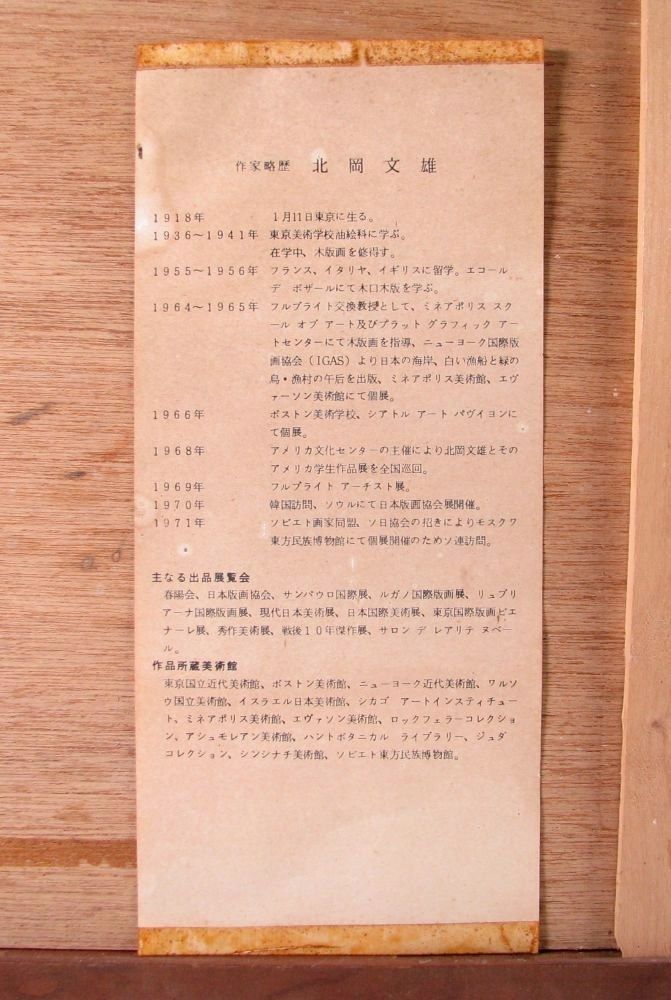 作家略歴 北岡文雄
1918年 1月11日東京に生る。
1936～1941年 東京美術学校油絵科に学ぶ。
在学中、木版画を修得す。
1955～1956年 フランス、イタリヤ、イギリスに留学。エコール
デ ボザールにて木口木版を学ぶ。
1964～1965年 フルブライト交換教授として、ミネアポリス スク
ール オブ アート及びプラット グラフィック アー
トセンターにて木版画を指導、ニューヨーク国際版
画協会（IGAS）より日本の海岸、白い漁船と緑の
島・漁村の午后を出版、ミネアポリス美術館、エヴ
ァーソン美術館にて個展。
1966年 ボストン美術学校、シアトル アート パヴィヨンに
て個展。
1968年 アメリカ文化センターの主催により北岡文雄とその
アメリカ学生作品展を全国巡回。
1969年 フルブライト アーチスト展。
1970年 韓国訪問、ソウルにて日本版画協会展開催。
1971年 ソビエト画家同盟、ソ日協会の招きによりモスクワ
東方民族博物館にて個展開催のためソ連訪問。
主なる出品展覧会
春陽会、日本版画協会、サンパウロ国際展、ルガノ国際版画展、リュブリ
アーナ国際版画展、現代日本美術展、日本国際美術展、東京国際版画ビエ
ンナーレ展、秀作美術展、戦後10年傑作展、サロン デ レアリテ ヌベー
ル。
作品所蔵美術館
東京国立近代美術館、ボストン美術館、ニューヨーク近代美術館、ワルソ
ウ国立美術館、イスラエル日本美術館、シカゴ アートインスティチュー
ト、ミネアポリス美術館、エヴァソン美術館、ロックフェラーコレクショ
ン、アシュモレアン美術館、ハントボタニカル ライブラリー、ジュダ
コレクション、シンシナチ美術館、ソビエト東方民族博物館。